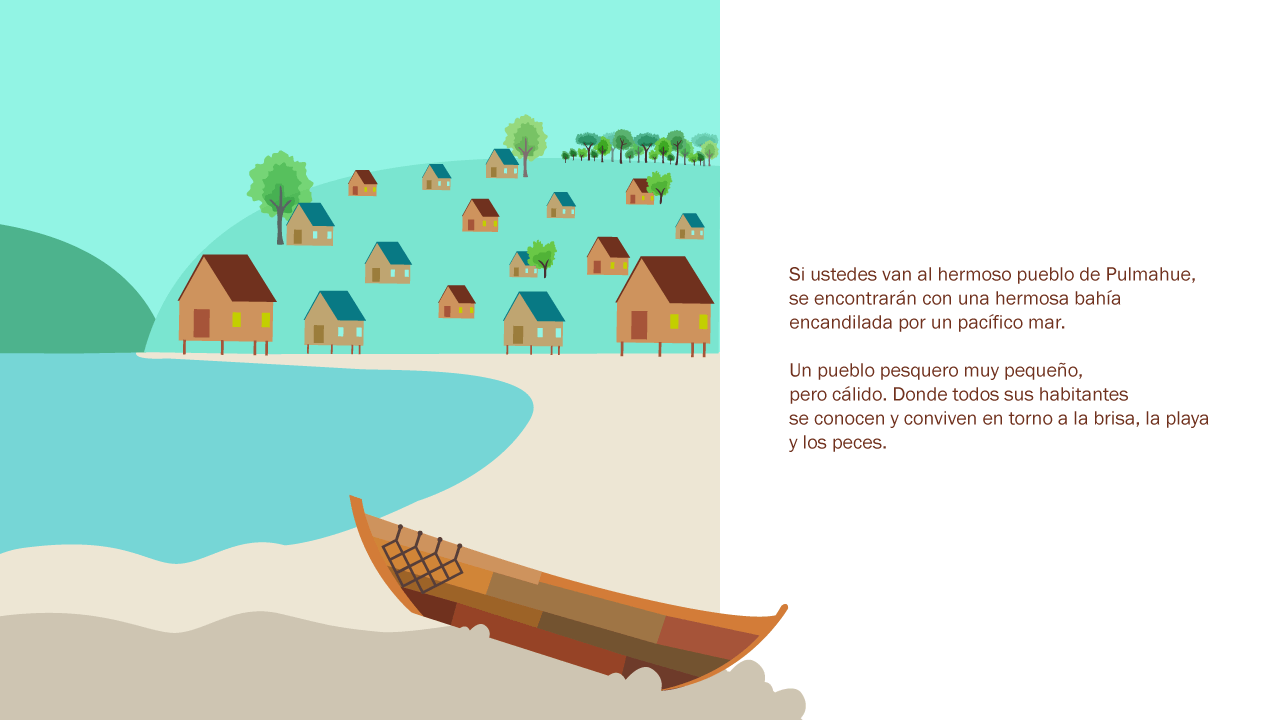 Si ustedes van al hermoso pueblo de Pulmahue,
se encontrarán con una hermosa bahía
encandilada por un pacífico mar.
Un pueblo pesquero muy pequeño,
pero cálido. Donde todos sus habitantes
se conocen y conviven en torno a la brisa, la playa
y los peces.